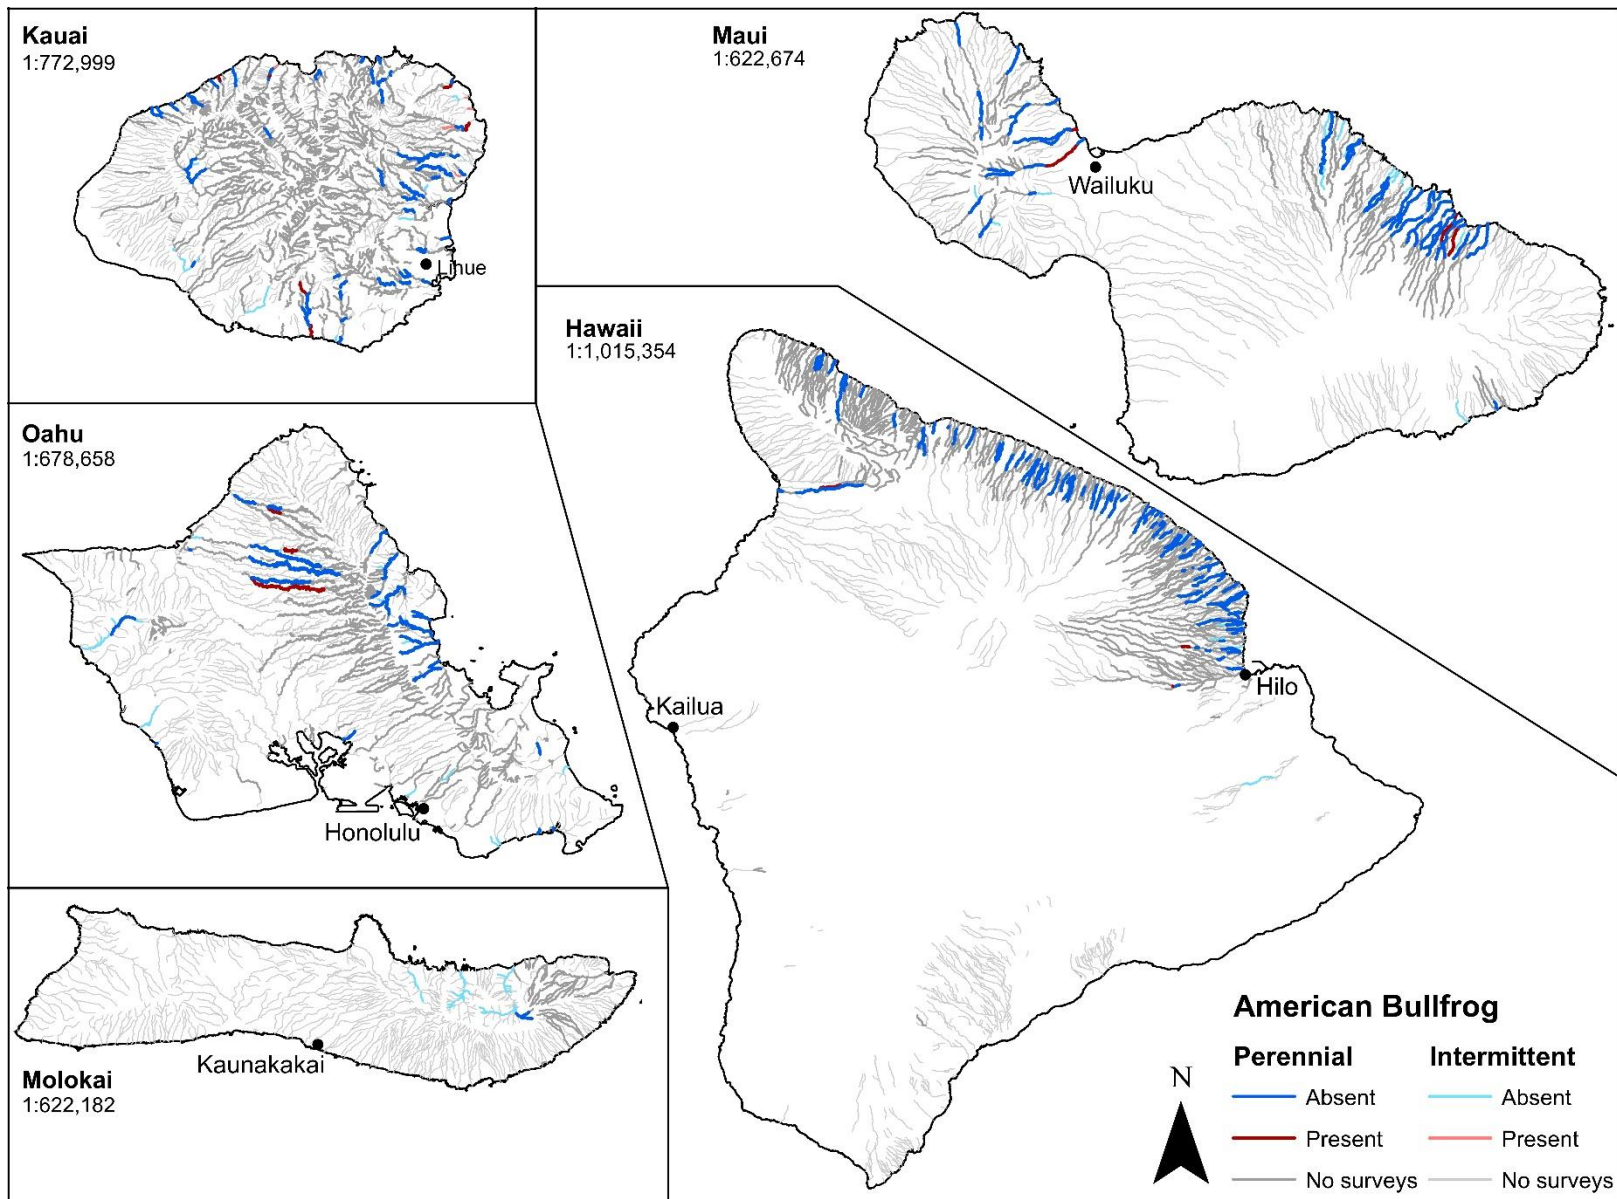 Kauai
1:772,999
Lihue
Maui
1:622,674
Wailuku
Hawaii
1:1,015,354
Kailua
Hilo
Oahu
1:678,658
Honolulu
Kaunakakai
Molokai
1:622,182
N
American Bullfrog
Perennial Intermittent
Absent Absent
Present Present
No surveys No surveys